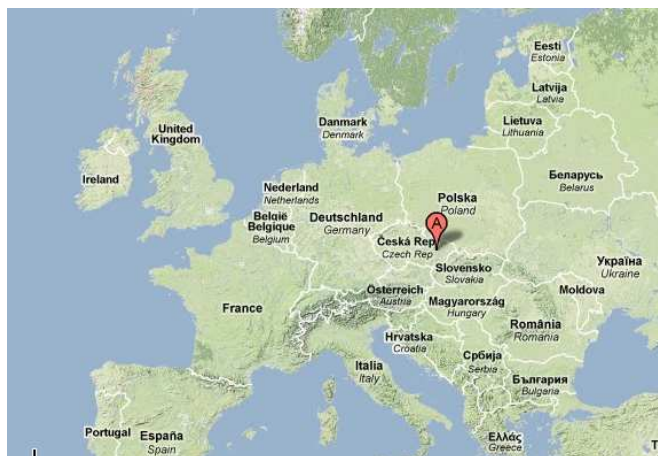 Eesti
Estonia
Latvija
Latvia
Lietuva
Lithuania
Danmark
Denmark
United
Kingdom
Ireland
Беларусь
Belarus
Nederland
Netherlands
Polska
Poland
België
Belgique
Belgium
Deutschland
Germany
A
Česká Rep
Czech Rep
Slovensko
Slovakia
Україна
Ukraine
Österreich
Austria
Moldova
France
Magyarország
Hungary
România
Romania
Hrvatska
Croatia
Србија
Serbia
Italia
Italy
България
Bulgaria
Portugal
España
Spain
Ελλάς
Greece
T